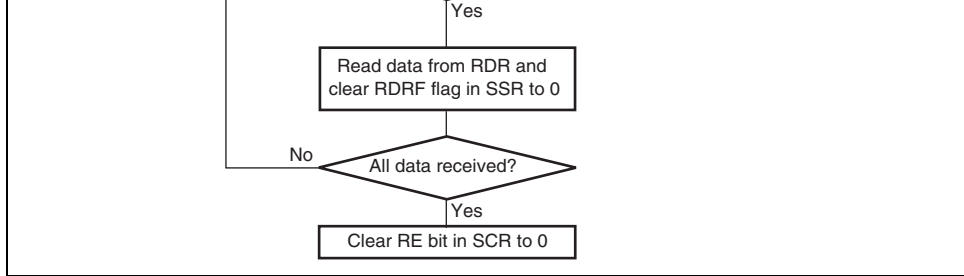 Yes
Read data from RDR and
clear RDRF flag in SSR to 0
No
All data received?
Yes
Clear RE bit in SCR to 0